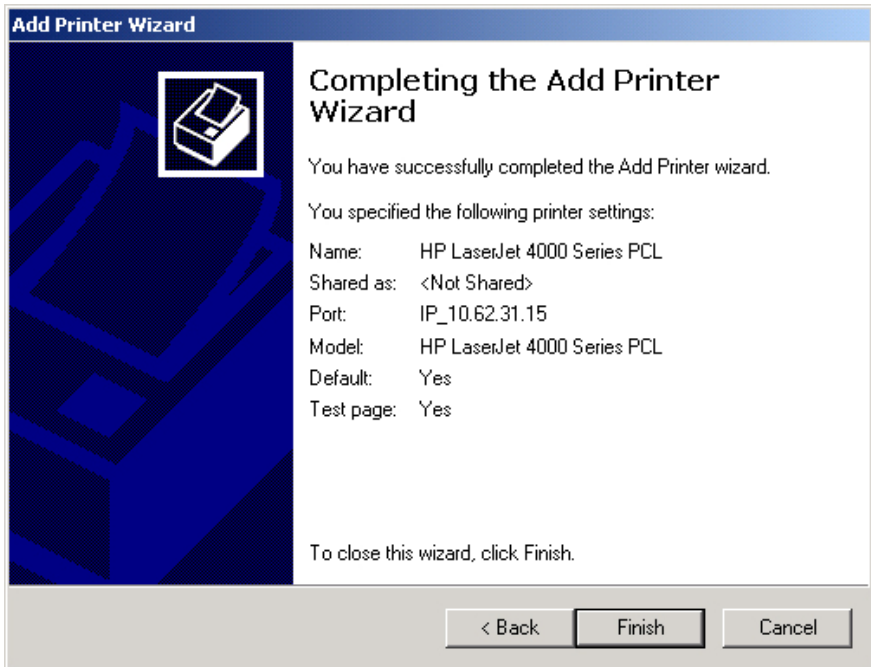 Add Printer Wizard
Completing the Add Printer
Wizard
You have successfully completed the Add Printer wizard.
You specified the following printer settings:
Name: HP LaserJet 4000 Series PCL
Shared as: <Not Shared>
Port: IP_10.62.31.15
Model: HP LaserJet 4000 Series PCL
Default: Yes
Test page: Yes
To close this wizard, click Finish.
< Back Finish Cancel